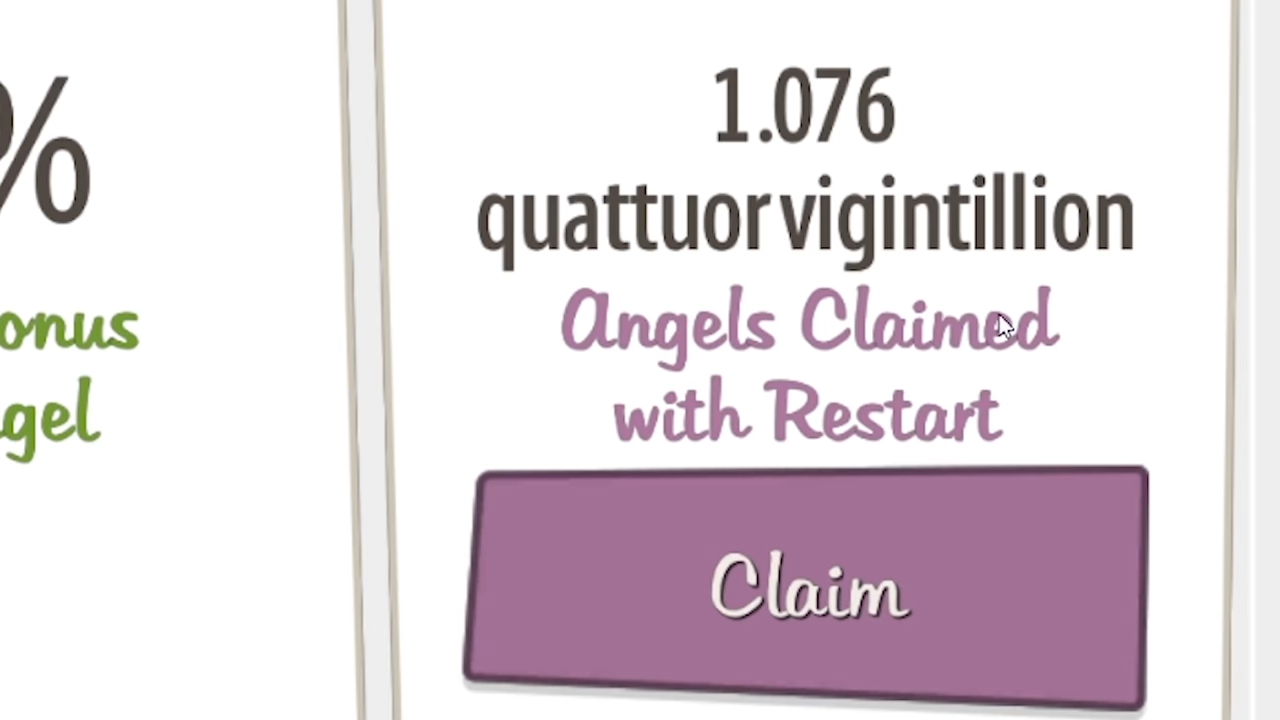 %
1.076
quattuorvigintillion
onus
Angels Claimed
gel
with Restart
Claim